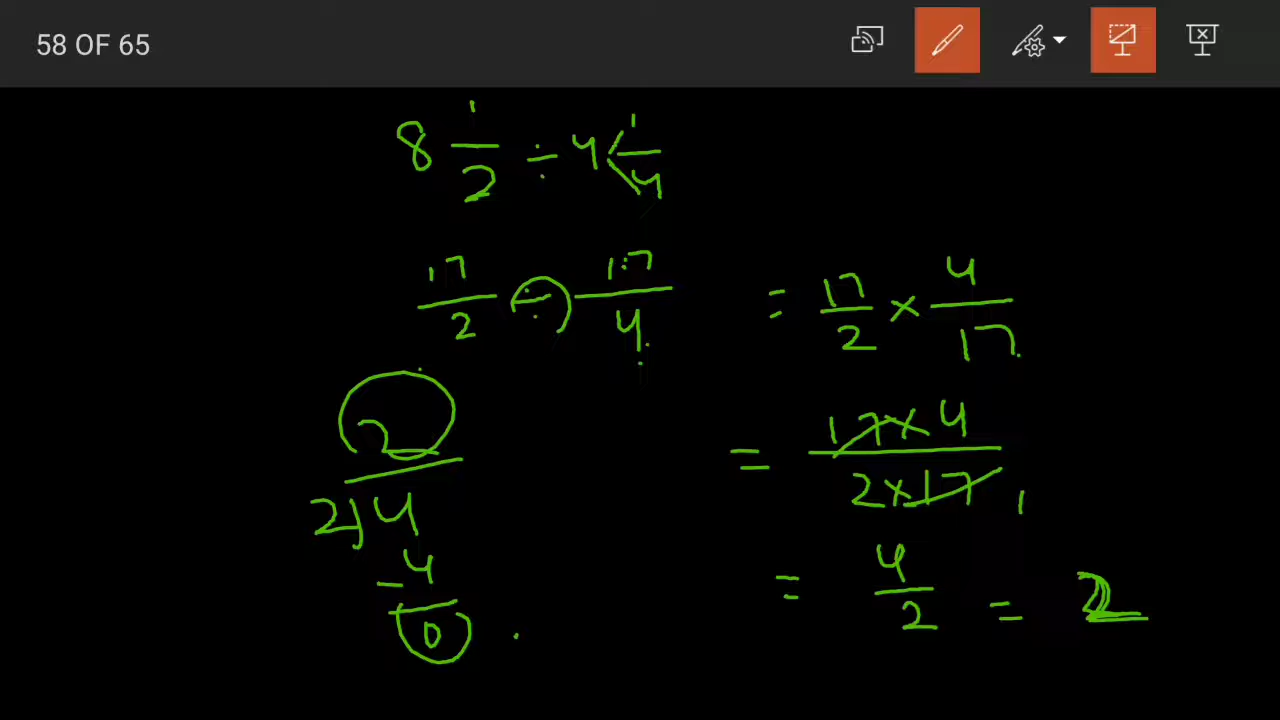 58 OF 65
8 1/2 ÷ 4 1/4
17/2 ÷ 17/4 = 17/2 × 4/17
= 17×4/2×17
2
2)4
-4
0
= 4/2 = 2